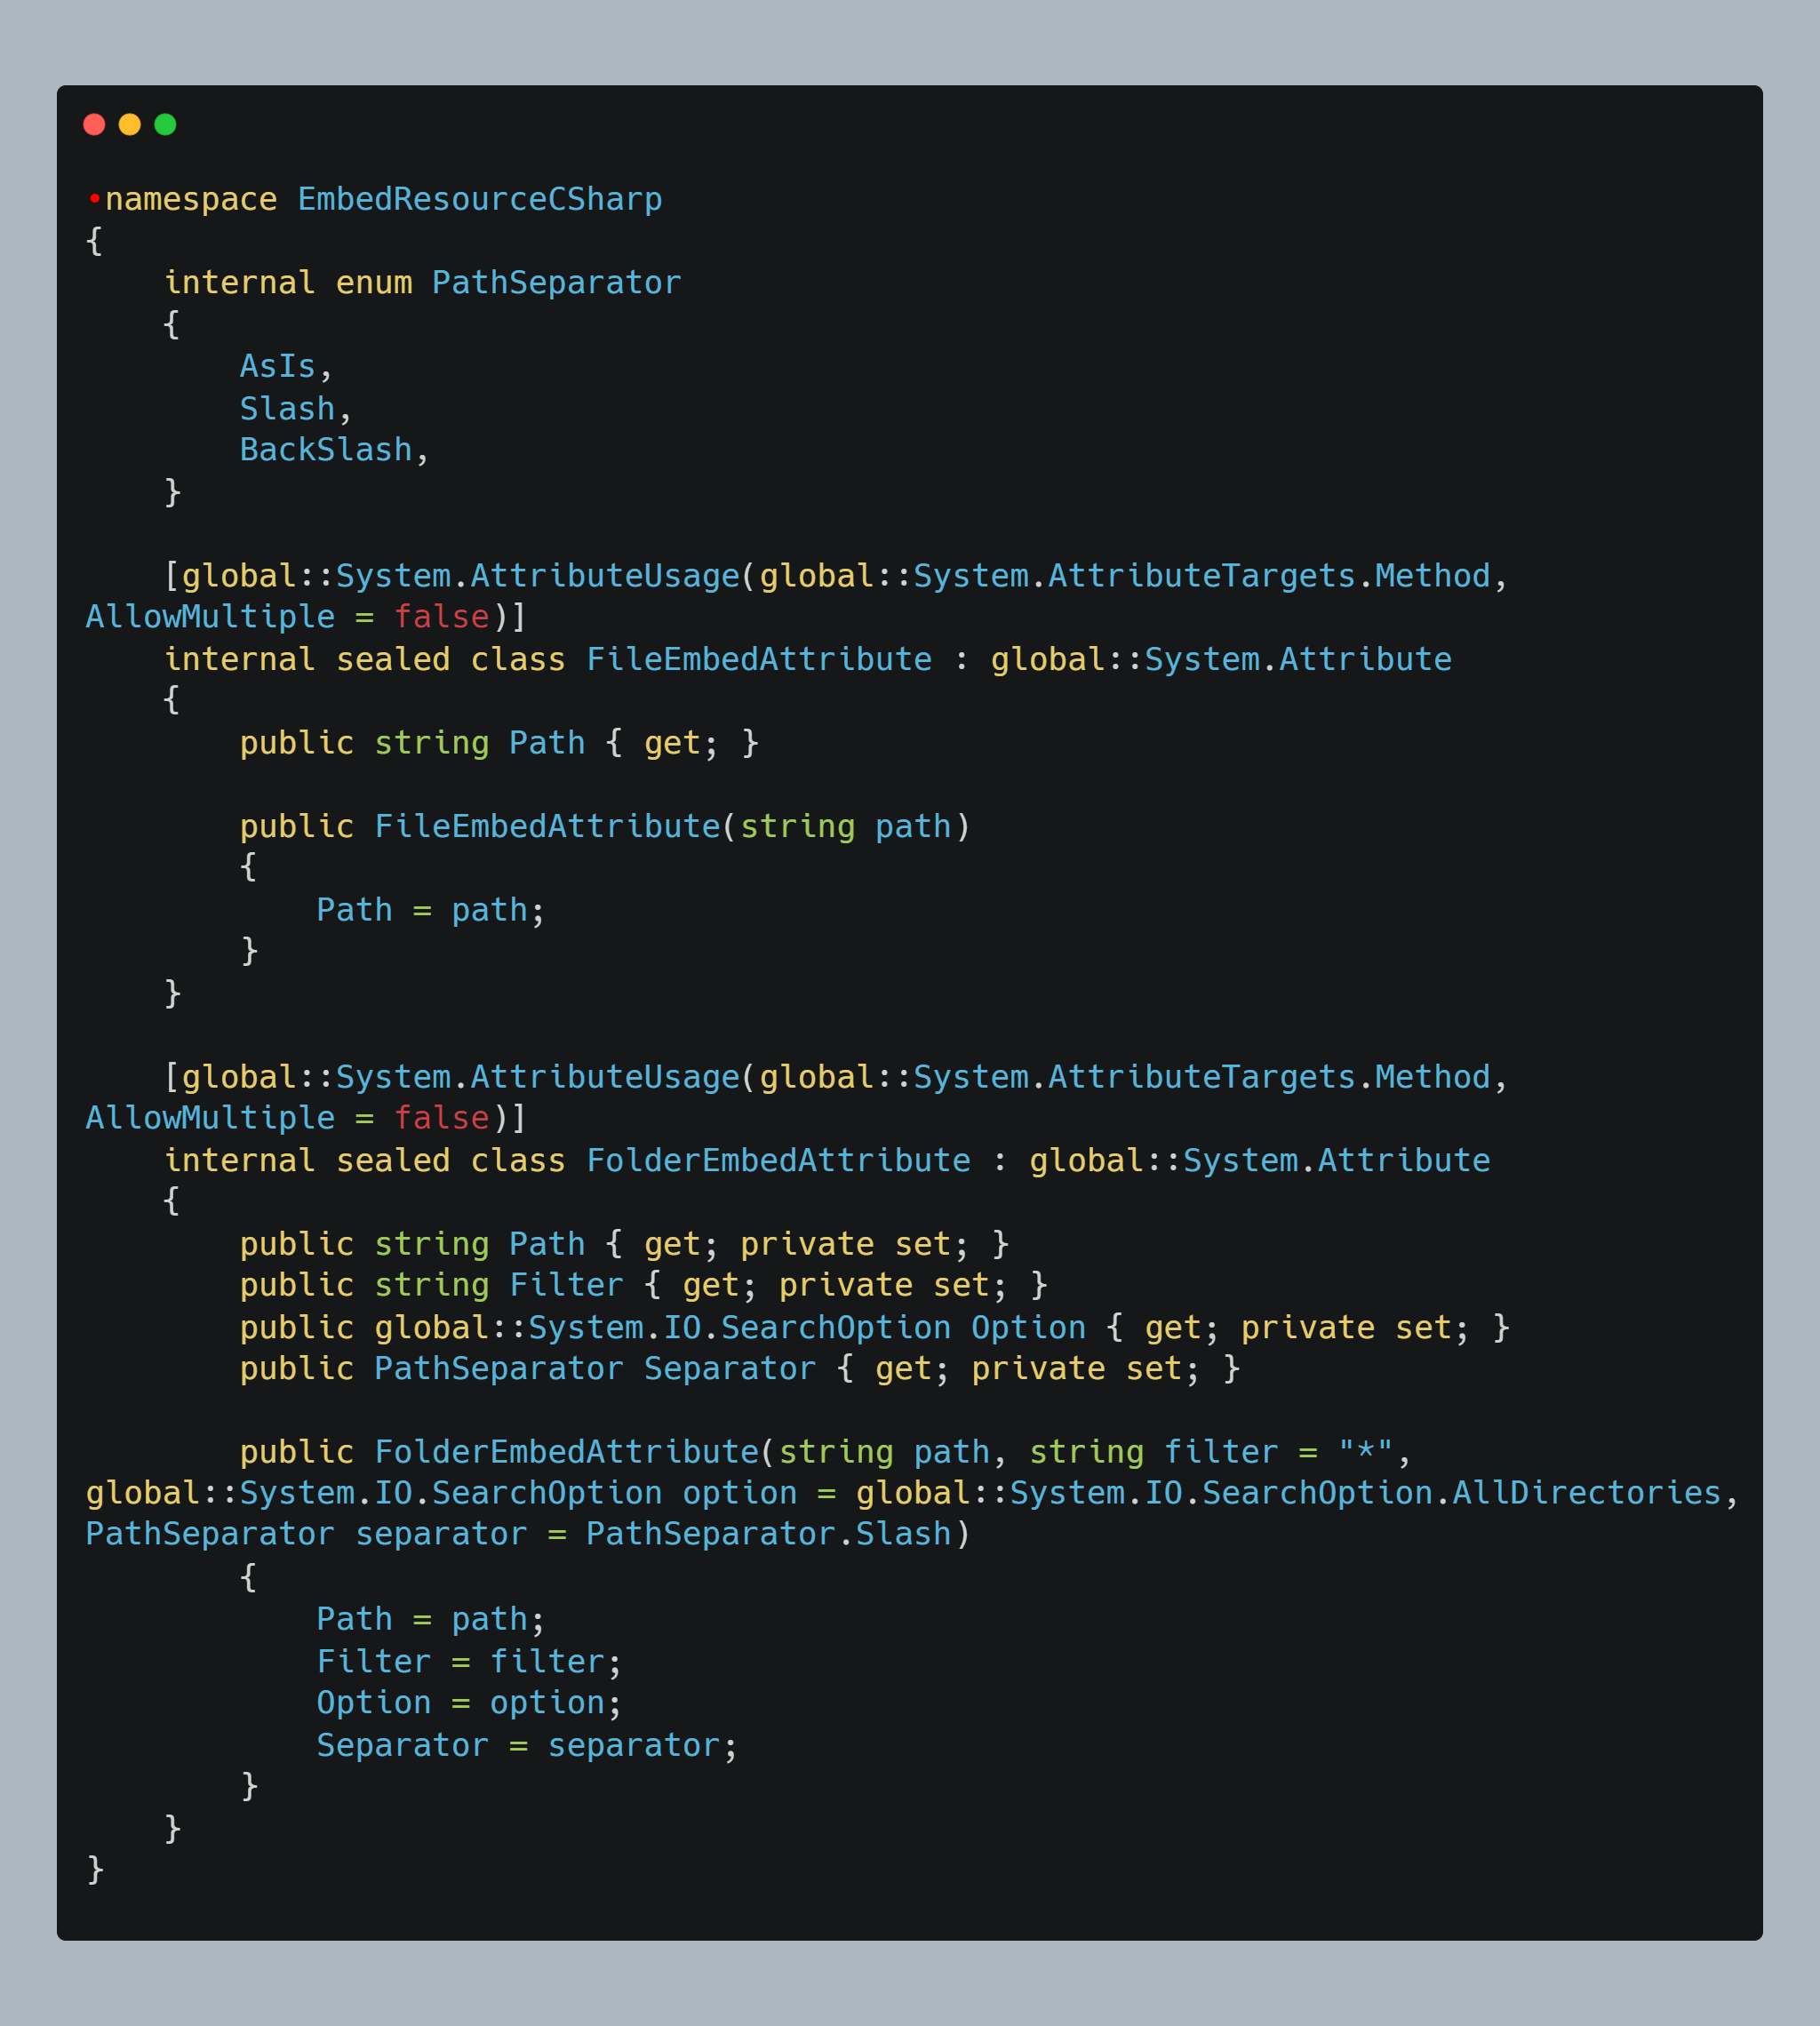 •namespace EmbedResourceCSharp
{
    internal enum PathSeparator
    {
        AsIs,
        Slash,
        BackSlash,
    }

    [global::System.AttributeUsage(global::System.AttributeTargets.Method,
AllowMultiple = false)]
    internal sealed class FileEmbedAttribute : global::System.Attribute
    {
        public string Path { get; }

        public FileEmbedAttribute(string path)
        {
            Path = path;
        }
    }

    [global::System.AttributeUsage(global::System.AttributeTargets.Method,
AllowMultiple = false)]
    internal sealed class FolderEmbedAttribute : global::System.Attribute
    {
        public string Path { get; private set; }
        public string Filter { get; private set; }
        public global::System.IO.SearchOption Option { get; private set; }
        public PathSeparator Separator { get; private set; }

        public FolderEmbedAttribute(string path, string filter = "*",
global::System.IO.SearchOption option = global::System.IO.SearchOption.AllDirectories,
PathSeparator separator = PathSeparator.Slash)
        {
            Path = path;
            Filter = filter;
            Option = option;
            Separator = separator;
        }
    }
}